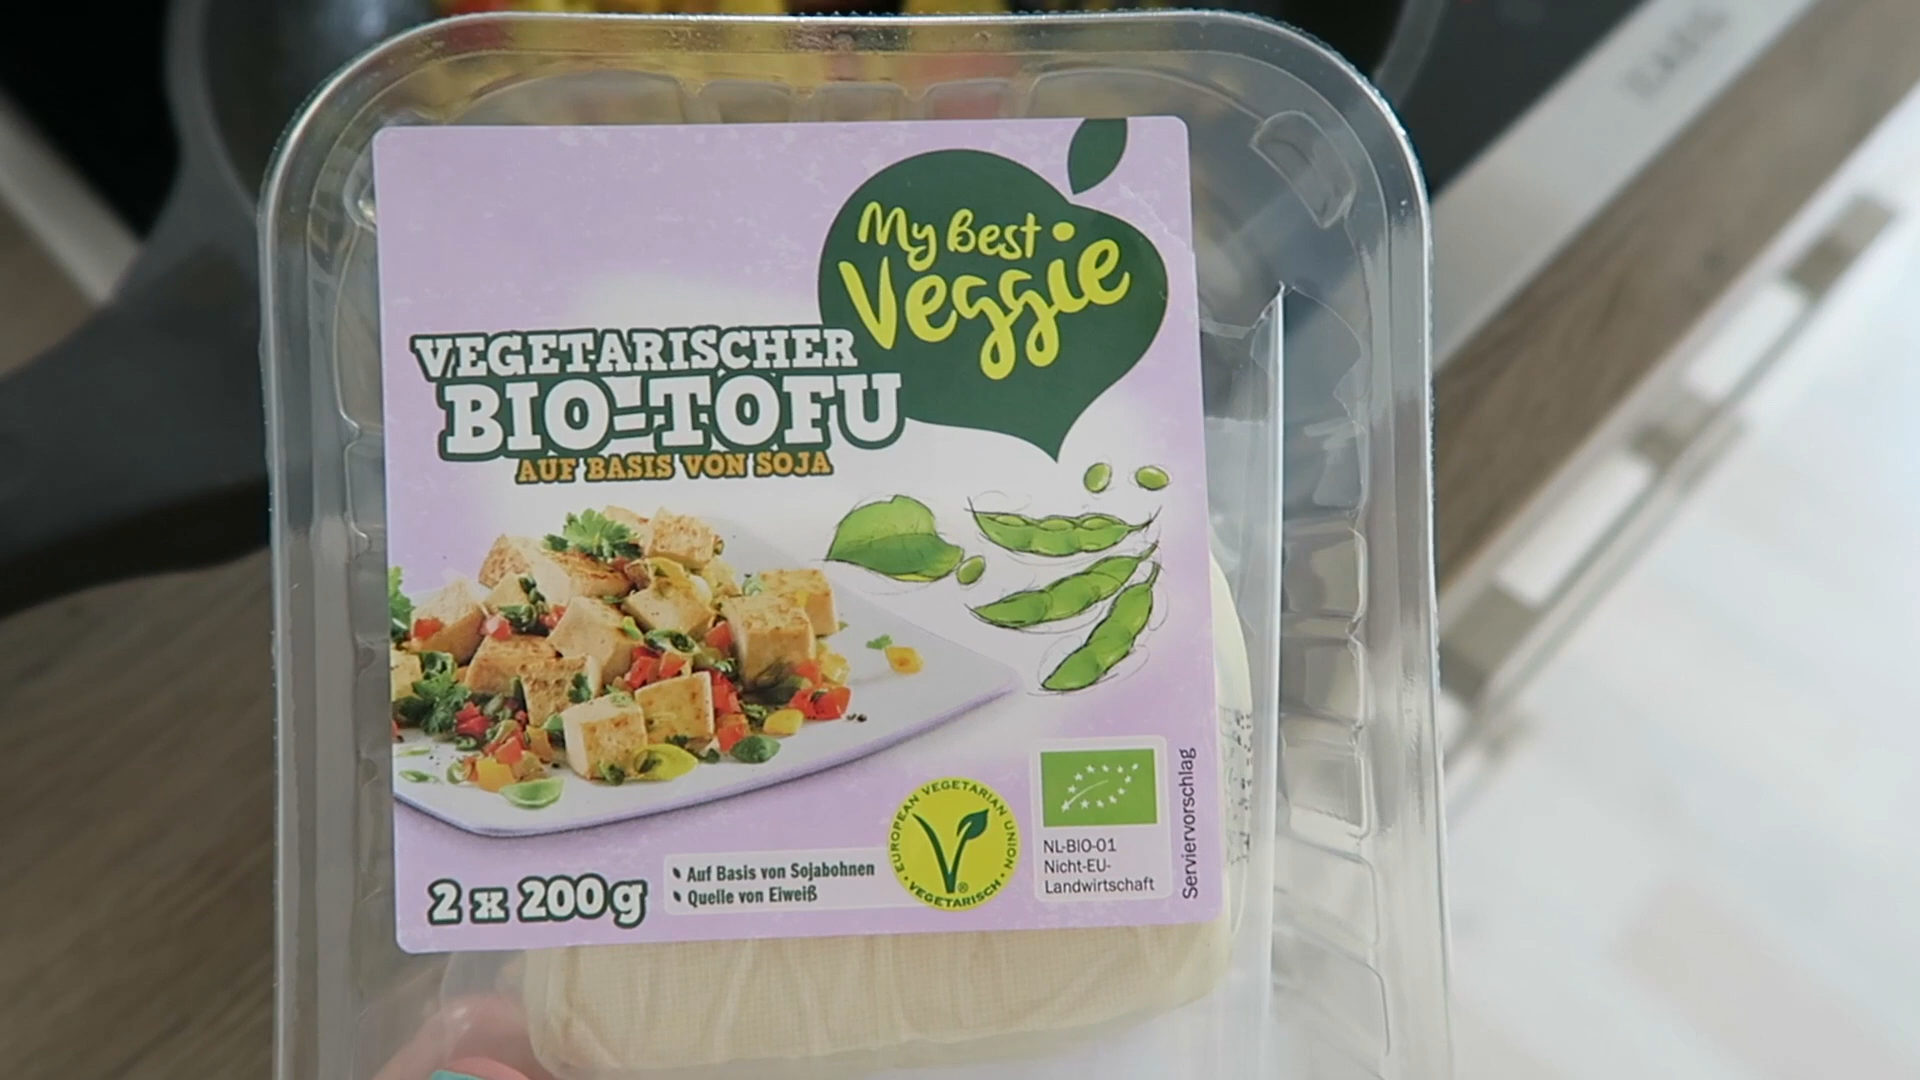 My Best
Veggie
VEGETARISCHER
BIO-TOFU
AUF BASIS VON SOJA
2 x 200g
• Auf Basis von Sojabohnen
• Quelle von Eiweiß
EUROPEAN VEGETARIAN UNION
VEGETARISCH
®
NL-BIO-01
Nicht-EU-
Landwirtschaft
Serviervorschlag